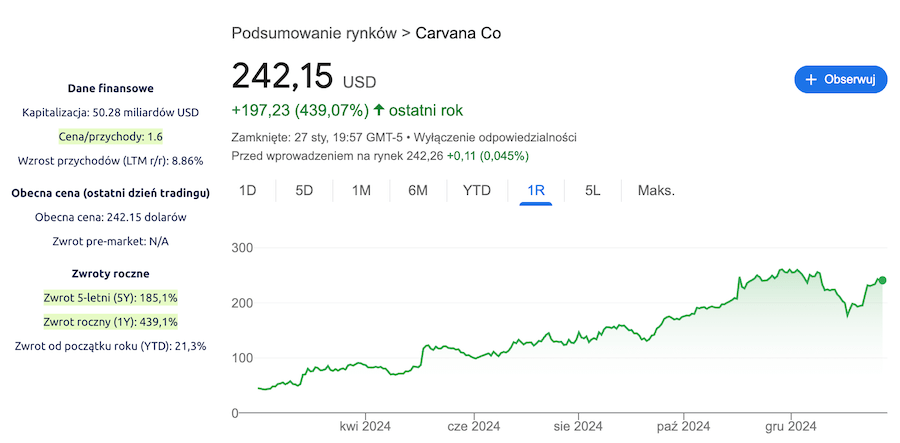 Dane finansowe
Kapitalizacja: 50.28 miliardów USD
Cena/przychody: 1.6
Wzrost przychodów (LTM r/r): 8.86%
Obecna cena (ostatni dzień tradingu)
Obecna cena: 242.15 dolarów
Zwrot pre-market: N/A
Zwroty roczne
Zwrot 5-letni (5Y): 185,1%
Zwrot roczny (1Y): 439,1%
Zwrot od początku roku (YTD): 21,3%
Podsumowanie rynków > Carvana Co
242,15 USD
+ Obserwuj
+197,23 (439,07%) ↑ ostatni rok
Zamknięte: 27 sty, 19:57 GMT-5 • Wyłączenie odpowiedzialności
Przed wprowadzeniem na rynek 242,26 +0,11 (0,045%)
1D 5D 1M 6M YTD 1R 5L Maks.
300
200
100
0
kwi 2024 cze 2024 sie 2024 paź 2024 gru 2024